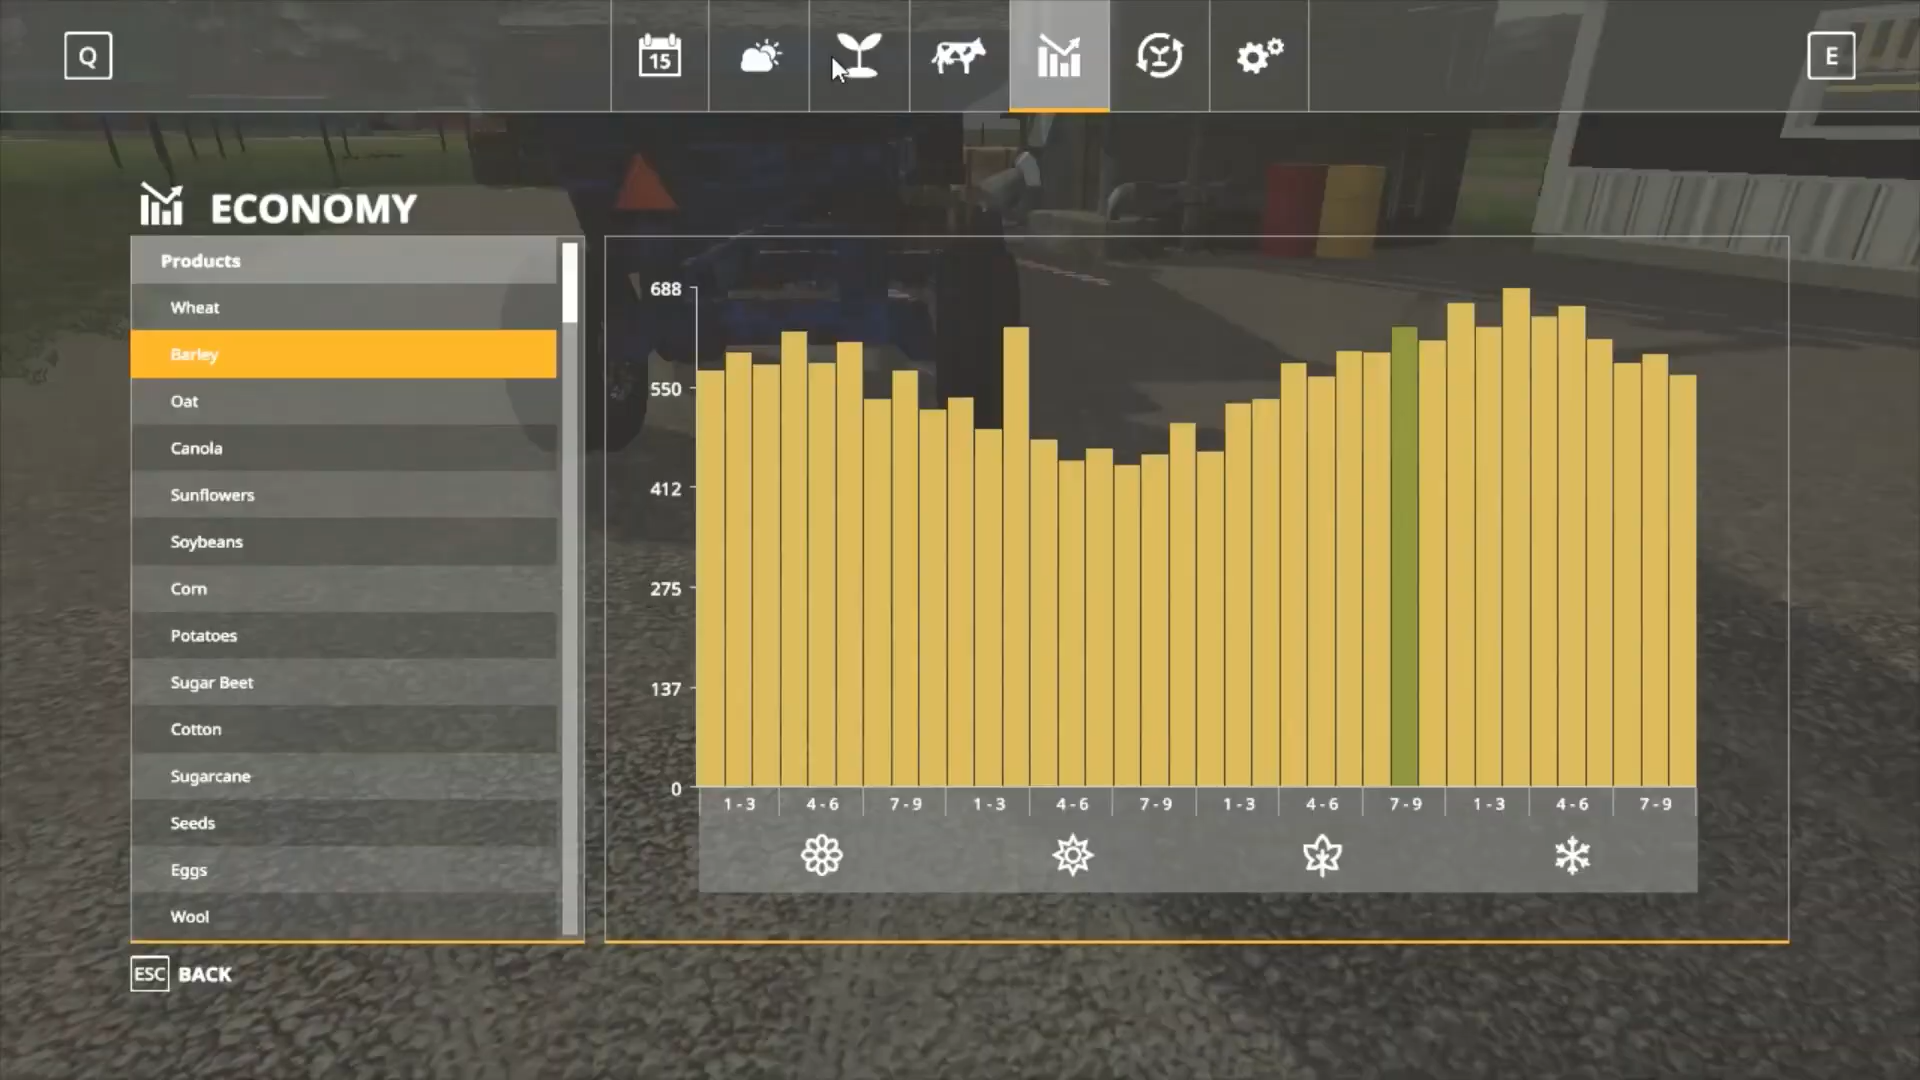 Q
15
E
ECONOMY
Products
Wheat
Barley
Oat
Canola
Sunflowers
Soybeans
Corn
Potatoes
Sugar Beet
Cotton
Sugarcane
Seeds
Eggs
Wool
688
550
412
275
137
0
1 - 3 4 - 6 7 - 9 1 - 3 4 - 6 7 - 9 1 - 3 4 - 6 7 - 9 1 - 3 4 - 6 7 - 9
ESC BACK